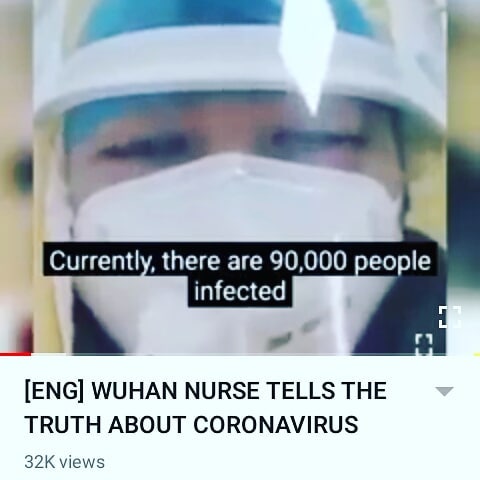 Currently, there are 90,000 people
infected
[ENG] WUHAN NURSE TELLS THE
TRUTH ABOUT CORONAVIRUS
32K views